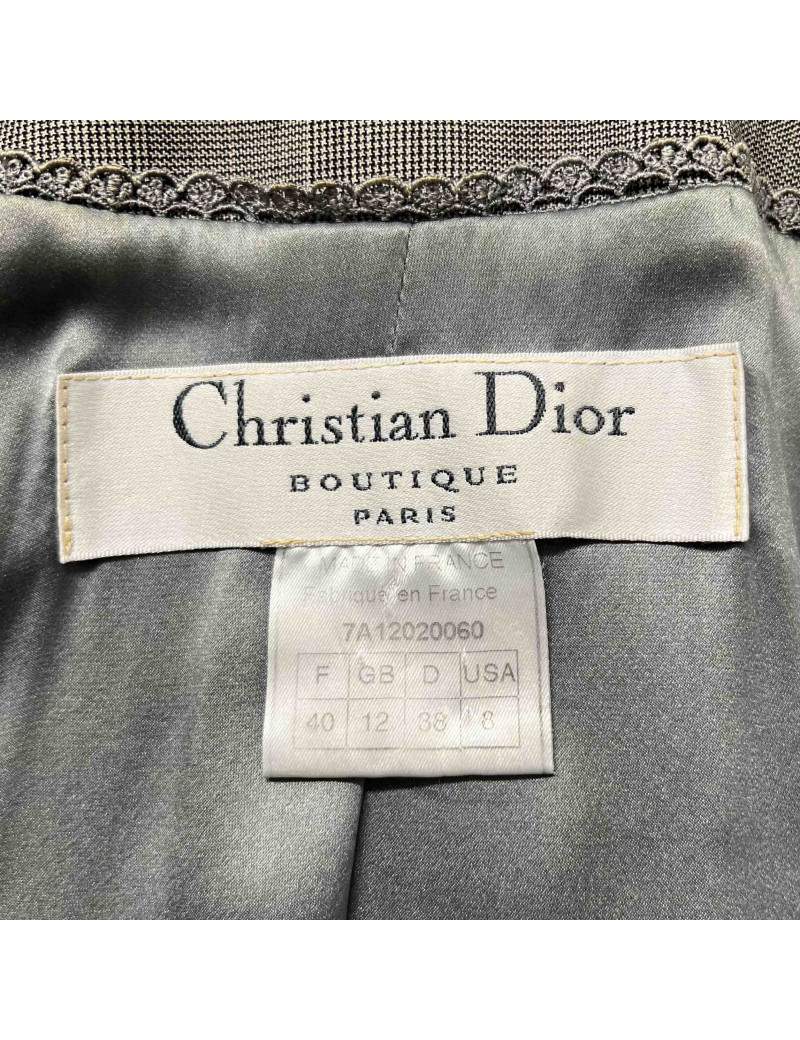 Christian Dior
BOUTIQUE
PARIS
MADE IN FRANCE
Fabriqué en France
7A12020060
F GB D USA
40 12 38 8